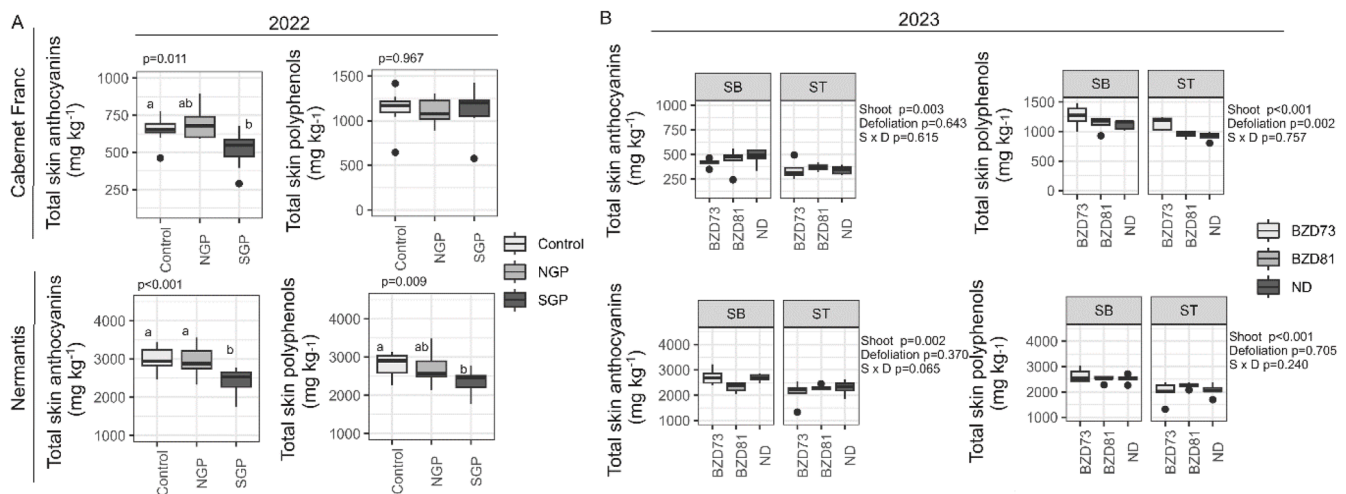 A
2022
Cabernet Franc
Total skin anthocyanins
(mg kg-1)
p=0.011
1000
750
500
250
a
ab
b
Control
NGP
SGP
Total skin polyphenols
(mg kg-1)
p=0.967
1500
1000
500
0
Control
NGP
SGP
Control
NGP
SGP
Nermantis
Total skin anthocyanins
(mg kg-1)
p<0.001
4000
3000
2000
1000
a
a
b
Control
NGP
SGP
Total skin polyphenols
(mg kg-1)
p=0.009
4000
3000
2000
1000
a
ab
b
Control
NGP
SGP
B
2023
Total skin anthocyanins
(mg kg-1)
SB
ST
1000
750
500
250
BZD73
BZD81
ND
BZD73
BZD81
ND
Shoot p=0.003
Defoliation p=0.643
S x D p=0.615
Total skin polyphenols
(mg kg-1)
SB
ST
1500
1000
500
0
BZD73
BZD81
ND
BZD73
BZD81
ND
Shoot p<0.001
Defoliation p=0.002
S x D p=0.757
BZD73
BZD81
ND
Total skin anthocyanins
(mg kg-1)
SB
ST
4000
3000
2000
1000
BZD73
BZD81
ND
BZD73
BZD81
ND
Shoot p=0.002
Defoliation p=0.370
S x D p=0.065
Total skin polyphenols
(mg kg-1)
SB
ST
4000
3000
2000
1000
BZD73
BZD81
ND
BZD73
BZD81
ND
Shoot p<0.001
Defoliation p=0.705
S x D p=0.240